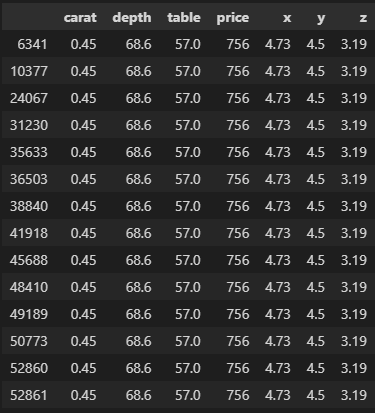 carat depth table price x y z
6341 0.45 68.6 57.0 756 4.73 4.5 3.19
10377 0.45 68.6 57.0 756 4.73 4.5 3.19
24067 0.45 68.6 57.0 756 4.73 4.5 3.19
31230 0.45 68.6 57.0 756 4.73 4.5 3.19
35633 0.45 68.6 57.0 756 4.73 4.5 3.19
36503 0.45 68.6 57.0 756 4.73 4.5 3.19
38840 0.45 68.6 57.0 756 4.73 4.5 3.19
41918 0.45 68.6 57.0 756 4.73 4.5 3.19
45688 0.45 68.6 57.0 756 4.73 4.5 3.19
48410 0.45 68.6 57.0 756 4.73 4.5 3.19
49189 0.45 68.6 57.0 756 4.73 4.5 3.19
50773 0.45 68.6 57.0 756 4.73 4.5 3.19
52860 0.45 68.6 57.0 756 4.73 4.5 3.19
52861 0.45 68.6 57.0 756 4.73 4.5 3.19